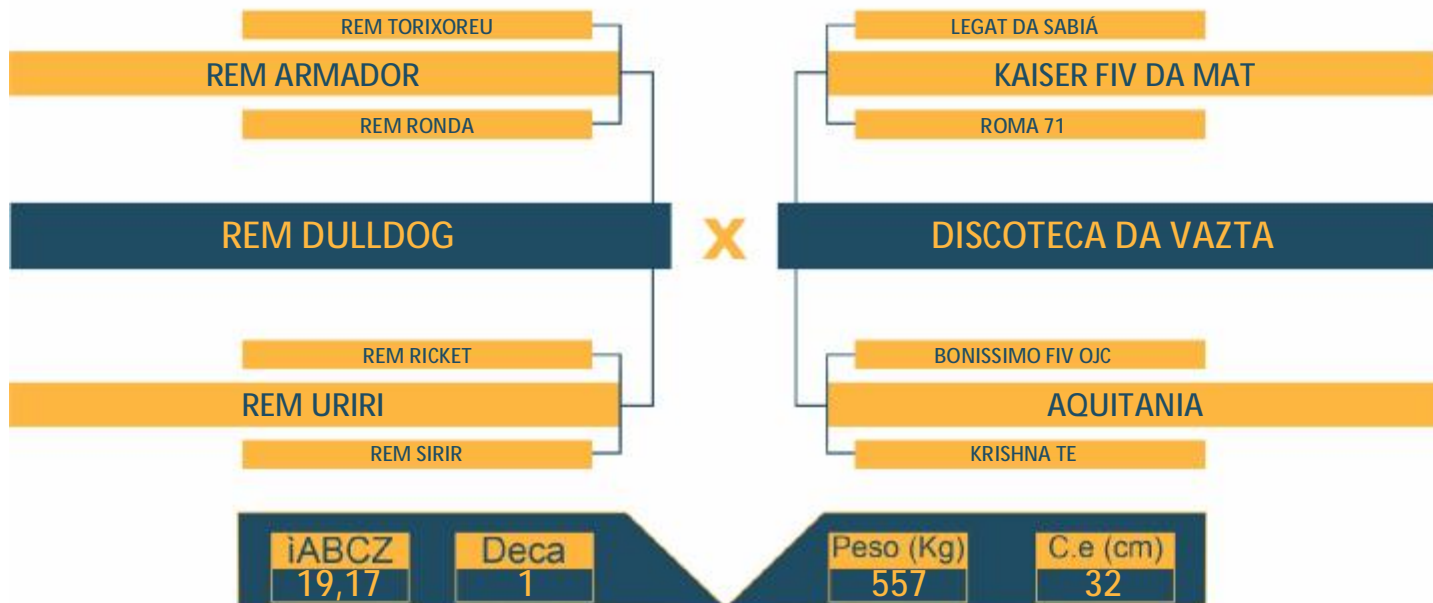 REM TORIXOREU
LEGAT DA SABIÁ
REM ARMADOR
KAISER FIV DA MAT
REM RONDA
ROMA 71
REM DULLDOG
X
DISCOTECA DA VAZTA
REM RICKET
BONISSIMO FIV OJC
REM URIRI
AQUITANIA
REM SIRIR
KRISHNA TE
iABCZ
Deca
Peso (Kg)
C.e (cm)
19,17
1
557
32